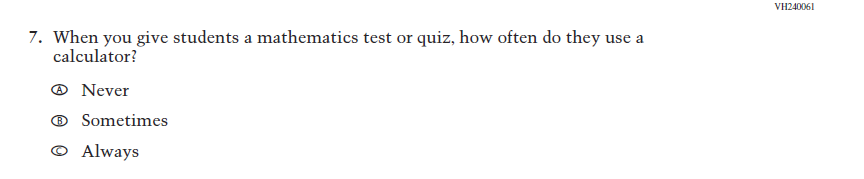 VH240061
7. When you give students a mathematics test or quiz, how often do they use a
calculator?
A Never
B Sometimes
C Always